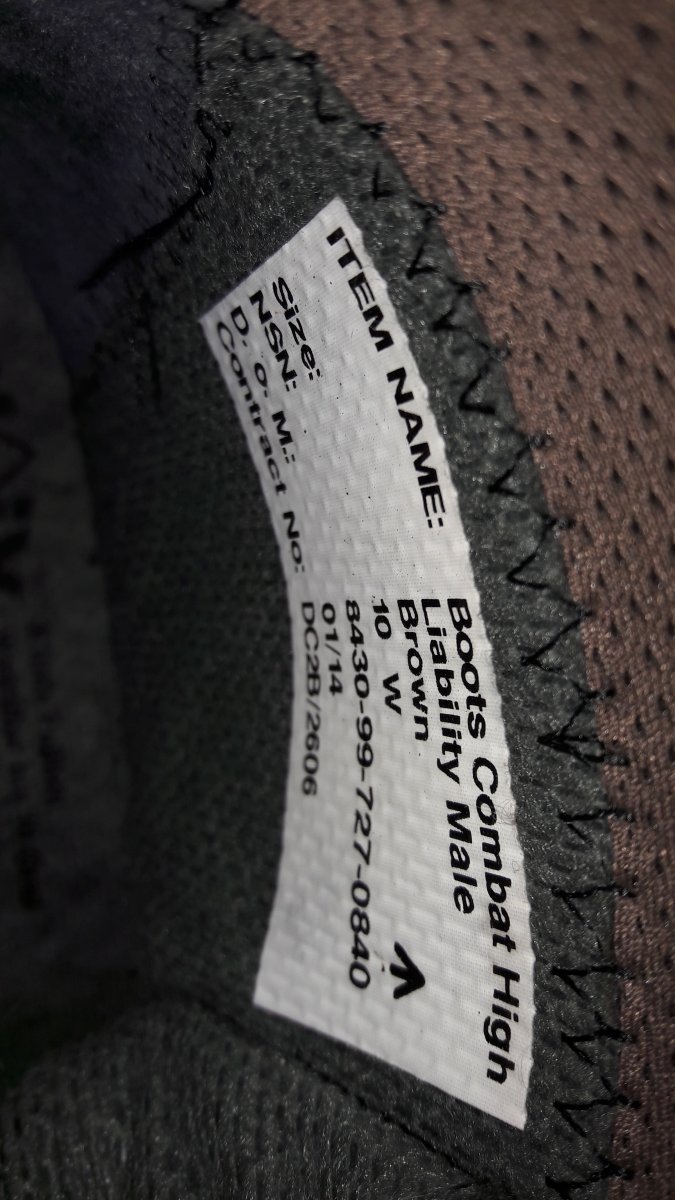 ITEM NAME: Boots Combat High
Liability Male
Brown
Size: 10 W
NSN: 8430-99-727-0840
D. O. M.: 01/14
Contract No: DC2B/2606